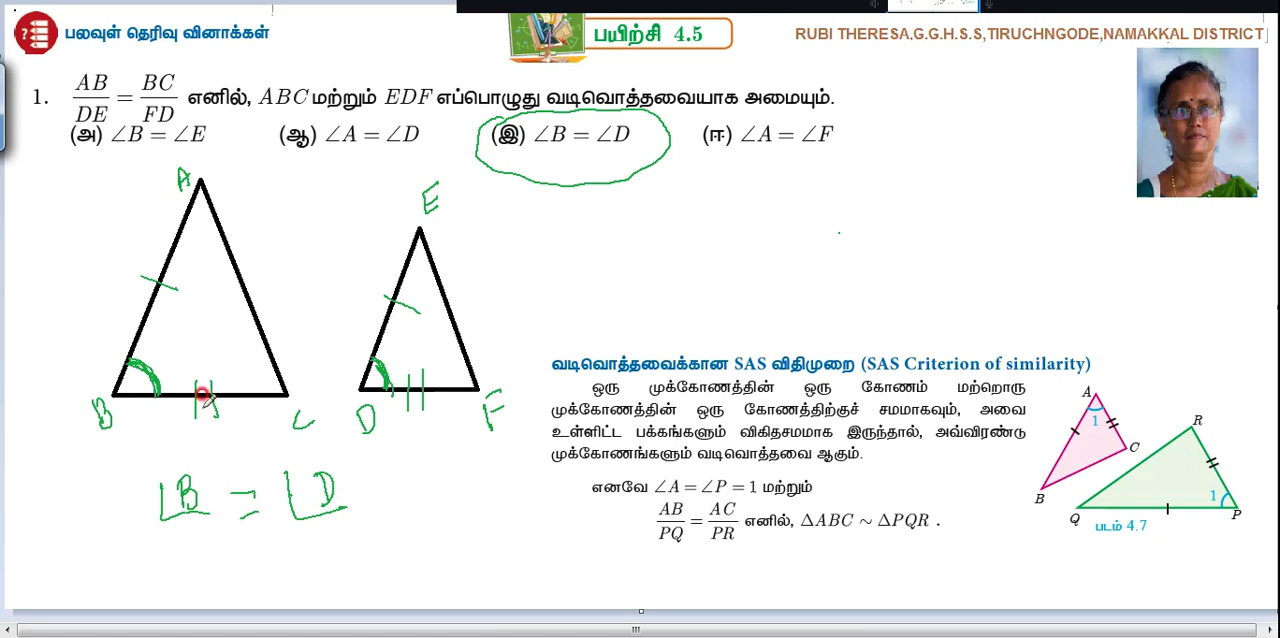 பலவுள் தெரிவு வினாக்கள்
பயிற்சி 4.5
RUBI THERESA.G.G.H.S.S,TIRUCHNGODE,NAMAKKAL DISTRICT
1. AB/DE = BC/FD எனில், ABC மற்றும் EDF எப்பொழுது வடிவொத்தவையாக அமையும்.
(அ) ∠B = ∠E (ஆ) ∠A = ∠D (இ) ∠B = ∠D (ஈ) ∠A = ∠F
A
E
B C D F
∠B = ∠D
வடிவொத்தவைக்கான SAS விதிமுறை (SAS Criterion of similarity)
ஒரு முக்கோணத்தின் ஒரு கோணம் மற்றொரு
முக்கோணத்தின் ஒரு கோணத்திற்குச் சமமாகவும், அவை
உள்ளிட்ட பக்கங்களும் விகிதசமமாக இருந்தால், அவ்விரண்டு
முக்கோணங்களும் வடிவொத்தவை ஆகும்.
எனவே ∠A = ∠P = 1 மற்றும்
AB/PQ = AC/PR எனில், ΔABC ~ ΔPQR .
A
1
R
C
B
1
Q P
படம் 4.7